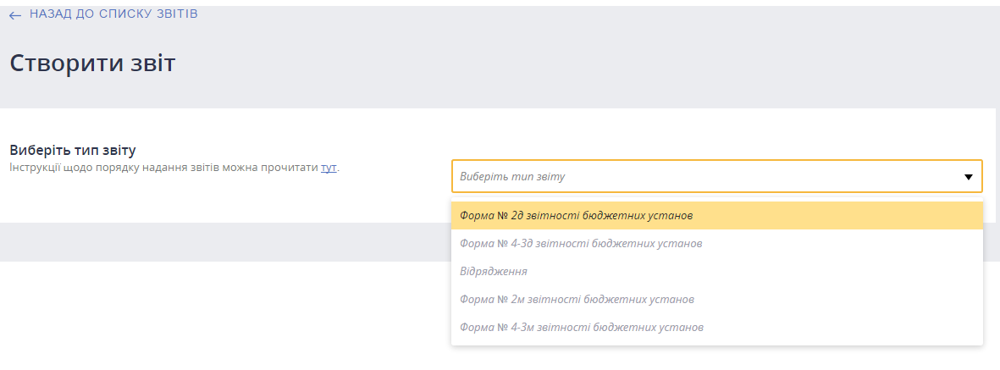 ← НАЗАД ДО СПИСКУ ЗВІТІВ
Створити звіт
Виберіть тип звіту
Інструкції щодо порядку надання звітів можна прочитати тут.
Виберіть тип звіту
Форма № 2д звітності бюджетних установ
Форма № 4-3д звітності бюджетних установ
Відрядження
Форма № 2м звітності бюджетних установ
Форма № 4-3м звітності бюджетних установ